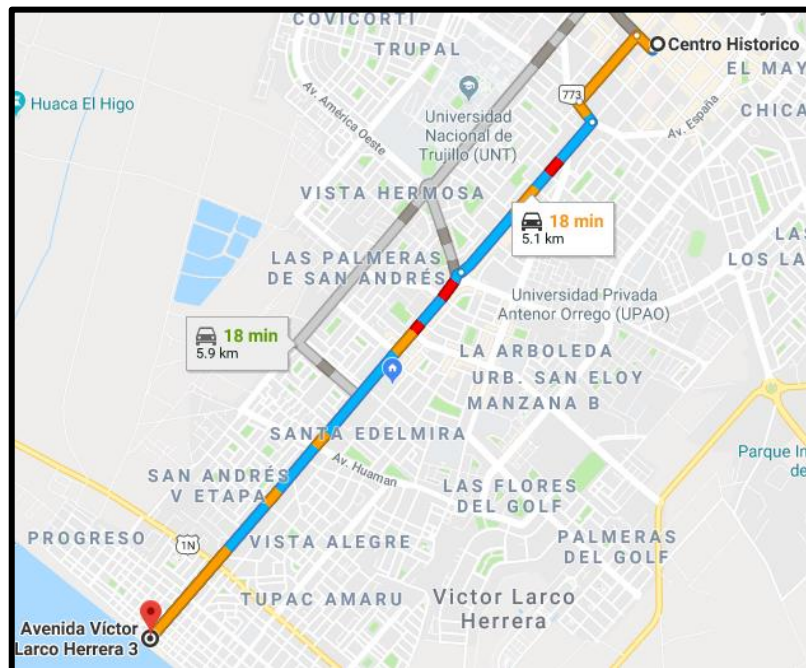 COVICORTI
TRUPAL
Centro Historico
EL MAY
Huaca El Higo
773
CHICA
Av. América Oeste
Universidad
Nacional de
Trujillo (UNT)
Av. España
VISTA HERMOSA
18 min
5.1 km
LAS
LOS LA
LAS PALMERAS
DE SAN ANDRÉS
Universidad Privada
Antenor Orrego (UPAO)
18 min
5.9 km
LA ARBOLEDA
URB. SAN ELOY
MANZANA B
SANTA EDELMIRA
Parque In
de
Av. Huaman
SAN ANDRÉS
V ETAPA
LAS FLORES
DEL GOLF
PROGRESO
1N
VISTA ALEGRE
PALMERAS
DEL GOLF
TUPAC AMARU
Victor Larco
Herrera
Avenida Víctor
Larco Herrera 3